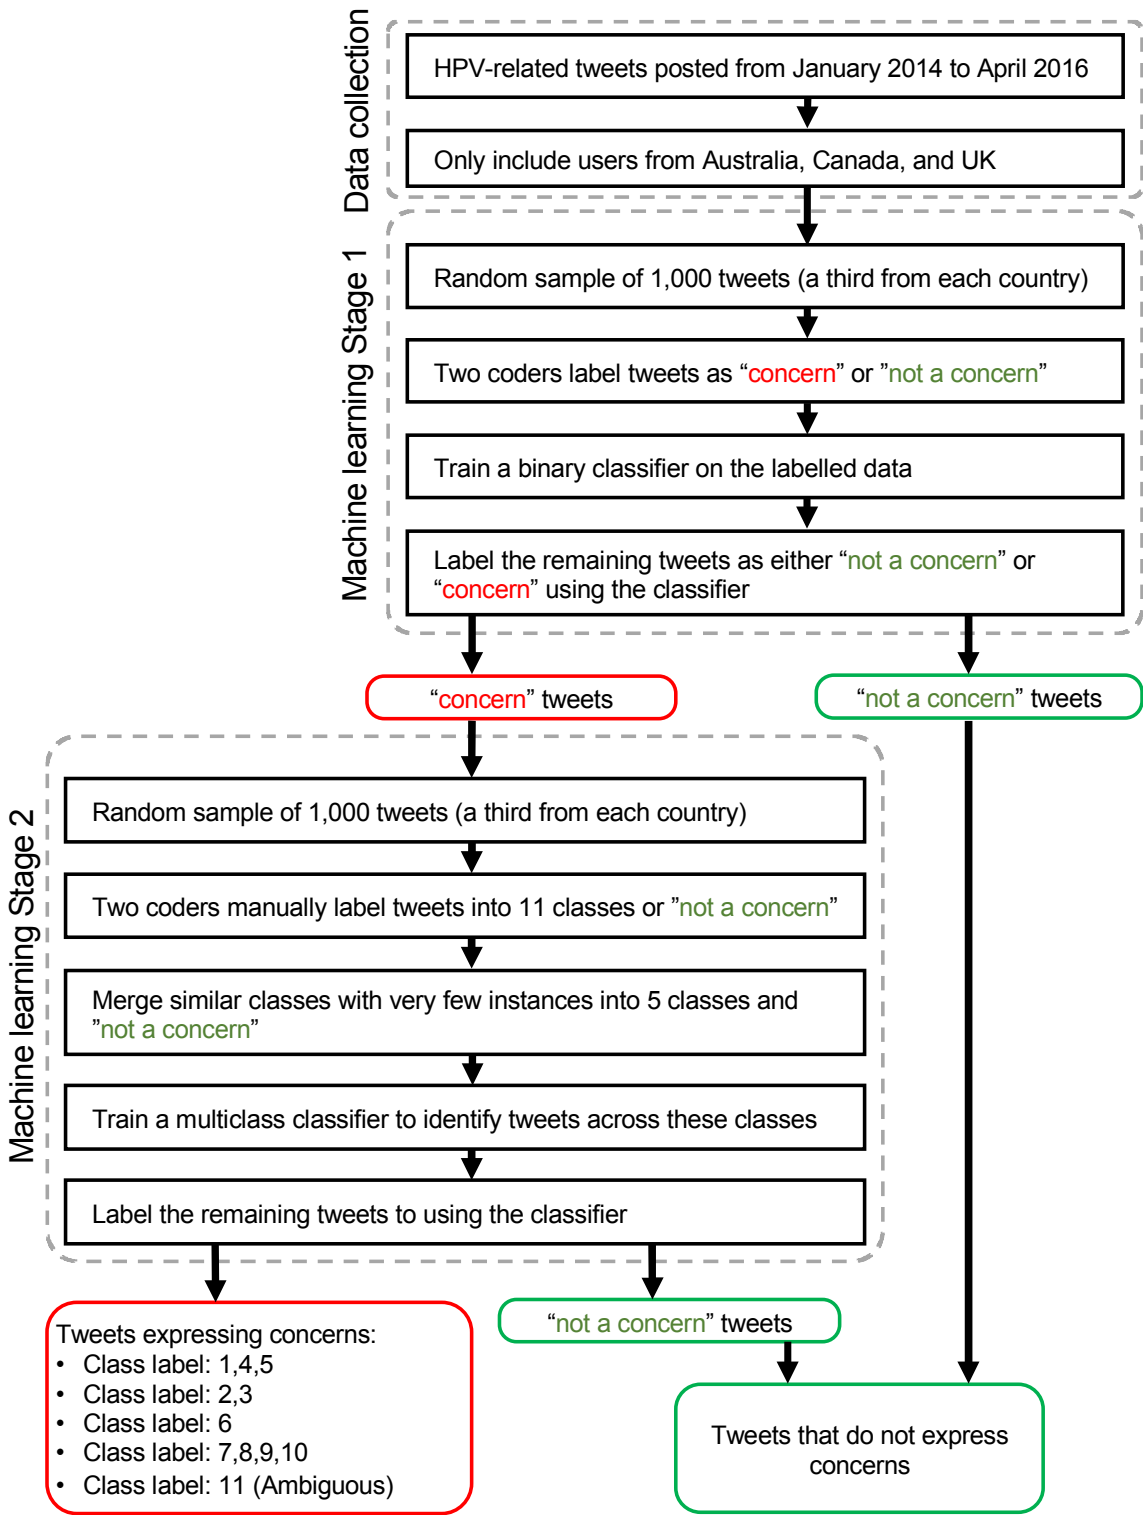 Data collection
HPV-related tweets posted from January 2014 to April 2016
Only include users from Australia, Canada, and UK
Machine learning Stage 1
Random sample of 1,000 tweets (a third from each country)
Two coders label tweets as “concern” or ”not a concern”
Train a binary classifier on the labelled data
Label the remaining tweets as either “not a concern” or
“concern” using the classifier
“concern” tweets
“not a concern” tweets
Machine learning Stage 2
Random sample of 1,000 tweets (a third from each country)
Two coders manually label tweets into 11 classes or ”not a concern”
Merge similar classes with very few instances into 5 classes and
”not a concern”
Train a multiclass classifier to identify tweets across these classes
Label the remaining tweets to using the classifier
Tweets expressing concerns:
• Class label: 1,4,5
• Class label: 2,3
• Class label: 6
• Class label: 7,8,9,10
• Class label: 11 (Ambiguous)
“not a concern” tweets
Tweets that do not express
concerns